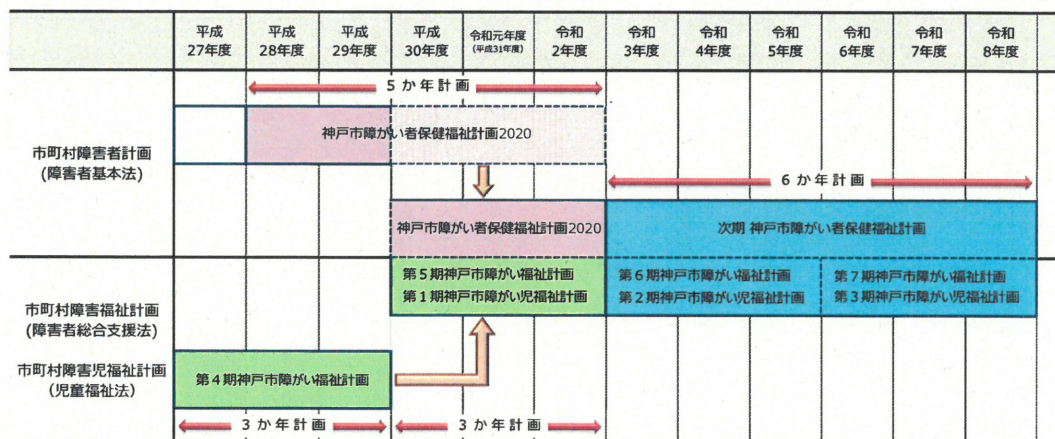 平成
27年度
平成
28年度
平成
29年度
平成
30年度
令和元年度
(平成31年度)
令和
2年度
令和
3年度
令和
4年度
令和
5年度
令和
6年度
令和
7年度
令和
8年度
5か年計画
神戸市障がい者保健福祉計画2020
市町村障害者計画
(障害者基本法)
6か年計画
神戸市障がい者保健福祉計画2020
次期 神戸市障がい者保健福祉計画
第5期神戸市障がい福祉計画
第1期神戸市障がい児福祉計画
第6期神戸市障がい福祉計画
第2期神戸市障がい児福祉計画
第7期神戸市障がい福祉計画
第3期神戸市障がい児福祉計画
市町村障害福祉計画
(障害者総合支援法)
市町村障害児福祉計画
(児童福祉法)
第4期神戸市障がい福祉計画
3か年計画
3か年計画